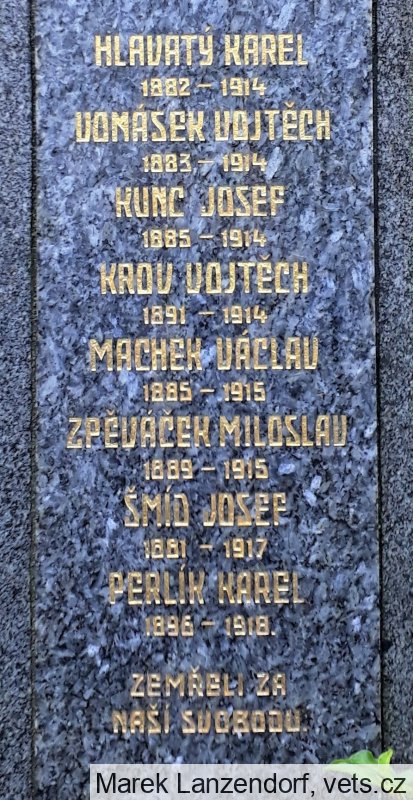 HLAVATÝ KAREL
1882 – 1914
VOMÁSEK VOJTĚCH
1883 – 1914
KUNC JOSEF
1885 – 1914
KROV VOJTĚCH
1891 – 1914
MACHEK VÁCLAV
1885 – 1915
ZPĚVÁČEK MILOSLAV
1889 – 1915
ŠMÍD JOSEF
1881 – 1917
PERLÍK KAREL
1896 – 1918.
ZEMŘELI ZA
NAŠÍ SVOBODU.
Marek Lanzendorf, vets.cz